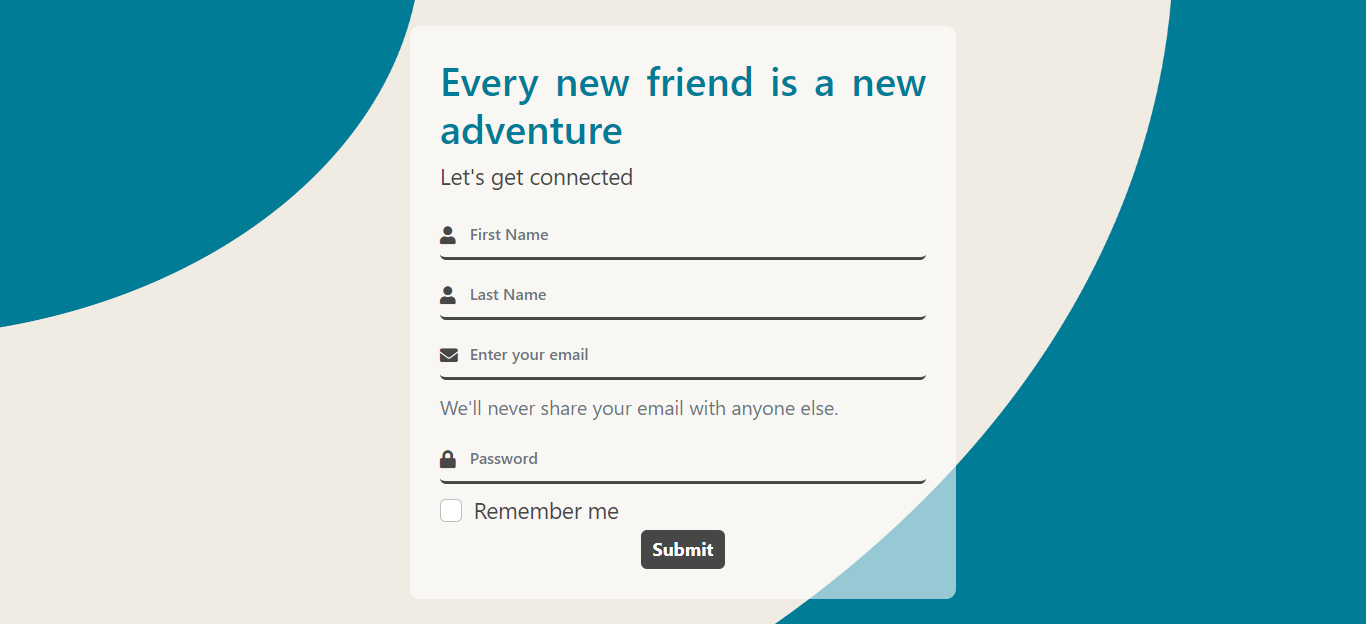 Every new friend is a new
adventure
Let's get connected
First Name
Last Name
Enter your email
We'll never share your email with anyone else.
Password
Remember me
Submit